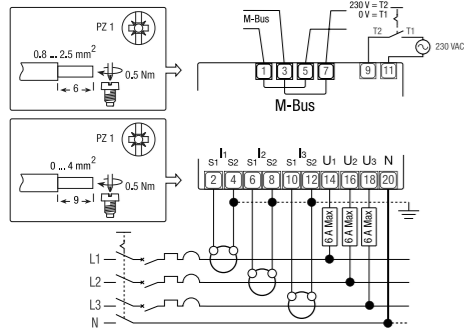 PZ 1
0.8 ... 2.5 mm²
6
0.5 Nm
M-Bus
230 V = T2
0 V = T1
T2 T1
230 VAC
1 3 5 7 9 11
M-Bus
PZ 1
0 ... 4 mm²
9
0.5 Nm
I1 I2 I3
S1 S2 S1 S2 S1 S2 U1 U2 U3 N
2 4 6 8 10 12 14 16 18 20
6 A Max 6 A Max 6 A Max
L1
L2
L3
N